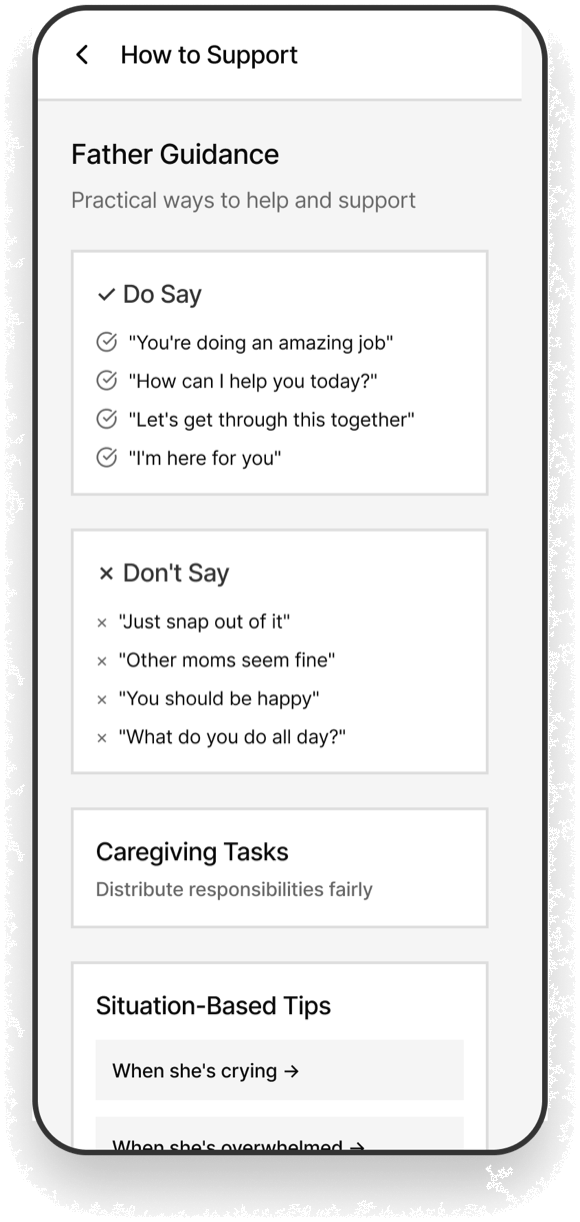 How to Support
Father Guidance
Practical ways to help and support
Do Say
"You're doing an amazing job"
"How can I help you today?"
"Let's get through this together"
"I'm here for you"
Don't Say
"Just snap out of it"
"Other moms seem fine"
"You should be happy"
"What do you do all day?"
Caregiving Tasks
Distribute responsibilities fairly
Situation-Based Tips
When she's crying →
When she's overwhelmed →